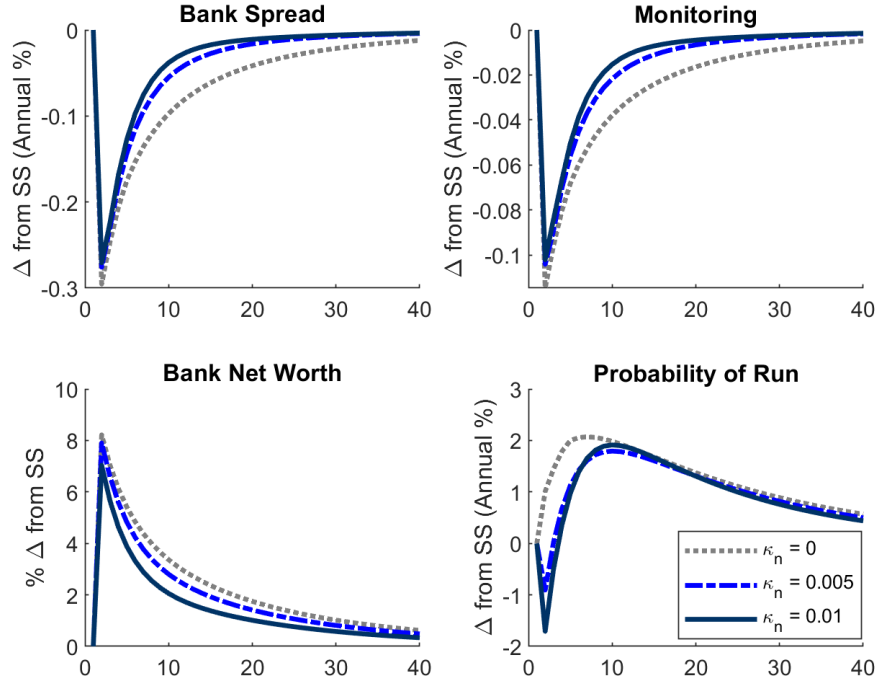 Bank Spread
Δ from SS (Annual %)
0
-0.1
-0.2
-0.3
0 10 20 30 40
Monitoring
Δ from SS (Annual %)
0
-0.02
-0.04
-0.06
-0.08
-0.1
0 10 20 30 40
Bank Net Worth
% Δ from SS
10
8
6
4
2
0
0 10 20 30 40
Probability of Run
Δ from SS (Annual %)
3
2
1
0
-1
-2
0 10 20 30 40
κn = 0
κn = 0.005
κn = 0.01